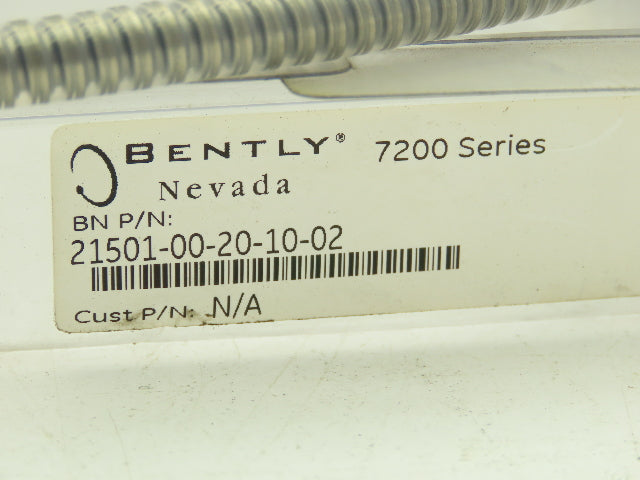 BENTLY® 7200 Series
Nevada
BN P/N:
21501-00-20-10-02
Cust P/N: N/A